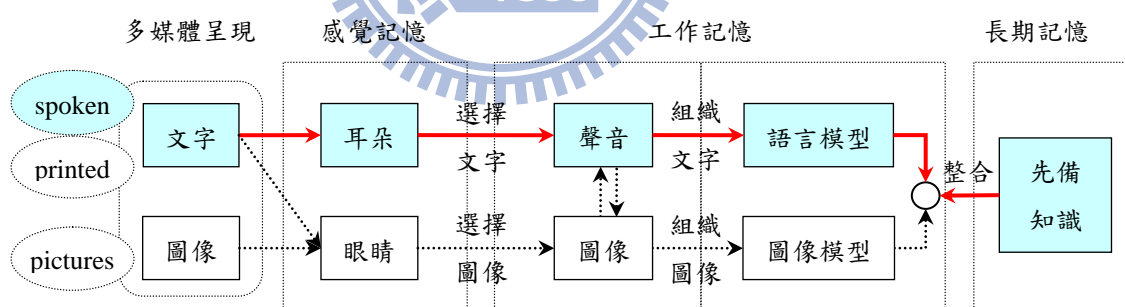 多媒體呈現 感覺記憶 工作記憶 長期記憶
spoken
printed
pictures
文字
耳朵
選擇
文字
聲音
組織
文字
語言模型
整合
先備
知識
圖像
眼睛
選擇
圖像
圖像
組織
圖像
圖像模型